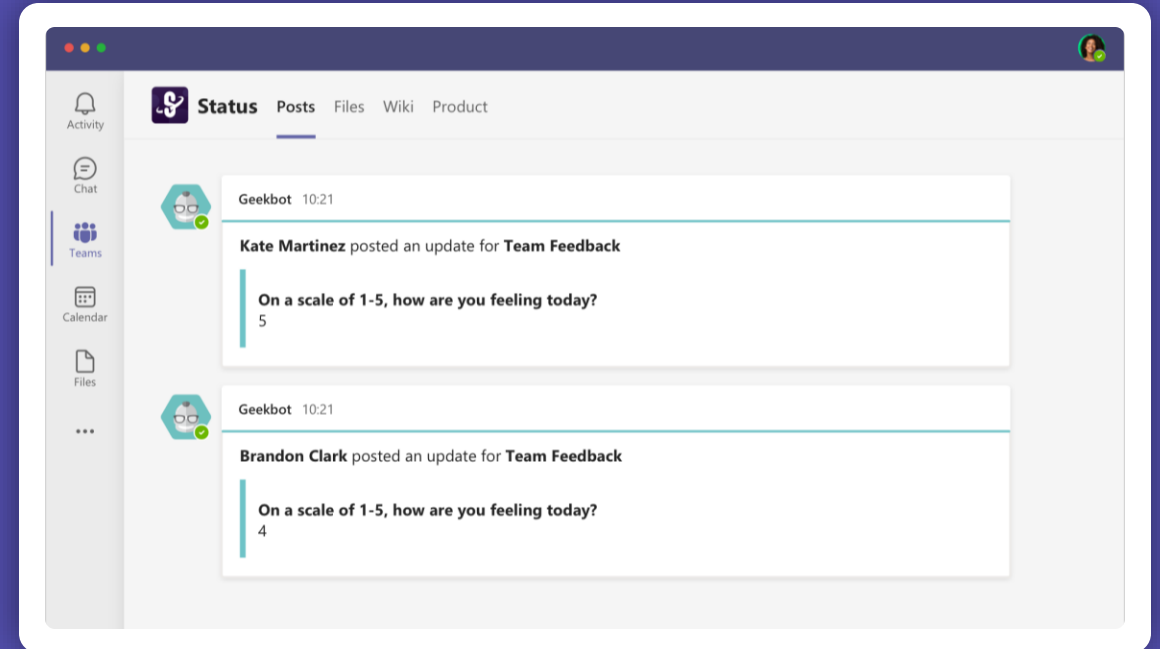 Activity
Chat
Teams
Calendar
Files
Status Posts Files Wiki Product
Geekbot 10:21
Kate Martinez posted an update for Team Feedback
On a scale of 1-5, how are you feeling today?
5
Geekbot 10:21
Brandon Clark posted an update for Team Feedback
On a scale of 1-5, how are you feeling today?
4